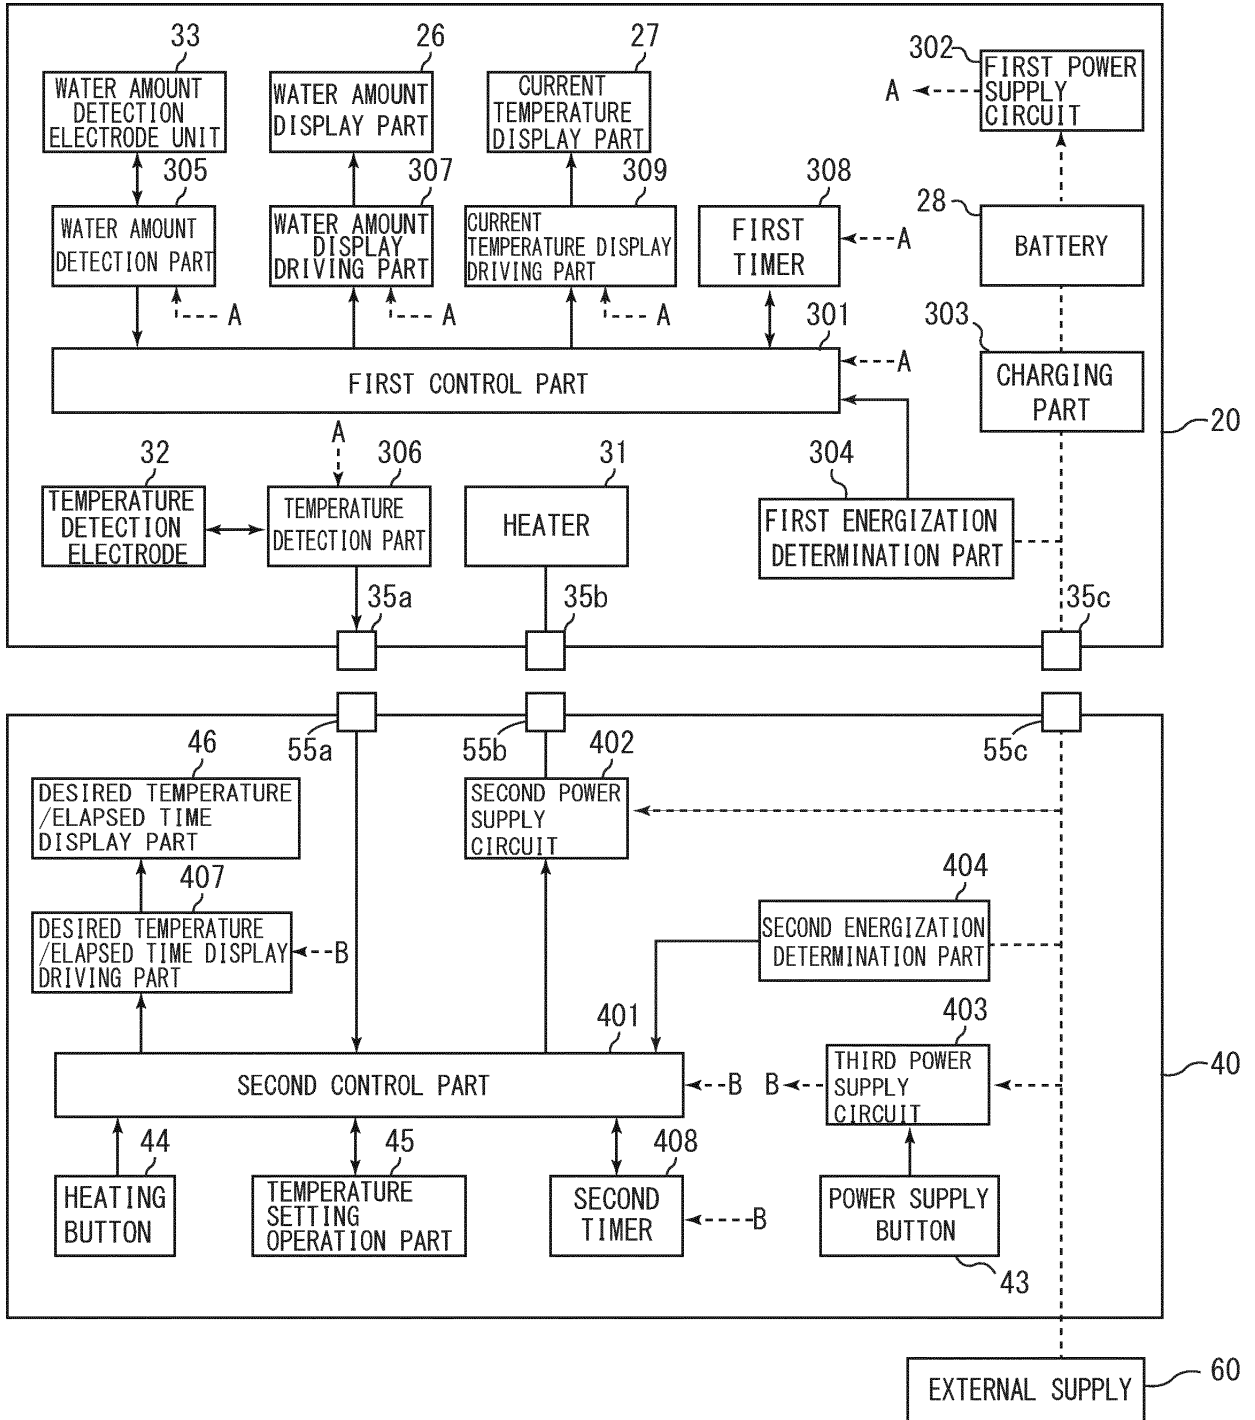 33
26
27
302
WATER AMOUNT
DETECTION
ELECTRODE UNIT
WATER AMOUNT
DISPLAY PART
CURRENT
TEMPERATURE
DISPLAY PART
A
FIRST POWER
SUPPLY
CIRCUIT
305
307
309
308
28
WATER AMOUNT
DETECTION PART
WATER AMOUNT
DISPLAY
DRIVING PART
CURRENT
TEMPERATURE DISPLAY
DRIVING PART
FIRST
TIMER
A
BATTERY
A
A
A
301
303
FIRST CONTROL PART
A
CHARGING
PART
20
A
32
306
31
304
TEMPERATURE
DETECTION
ELECTRODE
TEMPERATURE
DETECTION PART
HEATER
FIRST ENERGIZATION
DETERMINATION PART
35a
35b
35c
55a
55b
55c
46
402
DESIRED TEMPERATURE
/ELAPSED TIME
DISPLAY PART
SECOND POWER
SUPPLY
CIRCUIT
407
404
DESIRED TEMPERATURE
/ELAPSED TIME DISPLAY
DRIVING PART
B
SECOND ENERGIZATION
DETERMINATION PART
401
403
SECOND CONTROL PART
B
B
THIRD POWER
SUPPLY
CIRCUIT
40
44
45
408
HEATING
BUTTON
TEMPERATURE
SETTING
OPERATION PART
SECOND
TIMER
B
POWER SUPPLY
BUTTON
43
EXTERNAL SUPPLY
60